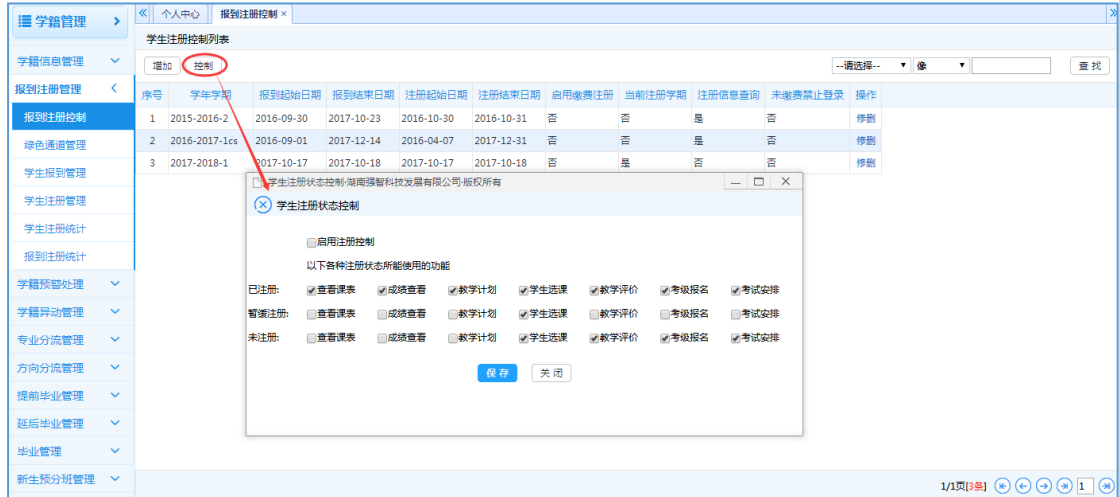 学籍管理
个人中心 报到注册控制 ×
学生注册控制列表
学籍信息管理
增加 控制 --请选择-- 像 查 找
报到注册管理
序号 学年学期 报到起始日期 报到结束日期 注册起始日期 注册结束日期 启用缴费注册 当前注册学期 注册信息查询 未缴费禁止登录 操作
报到注册控制
1 2015-2016-2 2016-09-30 2017-10-23 2016-10-30 2016-10-31 否 否 是 否 修删
绿色通道管理
2 2016-2017-1cs 2016-09-01 2017-12-14 2016-04-07 2017-12-31 否 否 是 否 修删
学生报到管理
3 2017-2018-1 2017-10-17 2017-10-18 2017-10-17 2017-10-18 否 是 否 否 修删
学生注册管理
学生注册统计
报到注册统计
学籍预警处理
学籍异动管理
专业分流管理
方向分流管理
提前毕业管理
延后毕业管理
毕业管理
新生预分班管理
学生注册状态控制-湖南强智科技发展有限公司-版权所有
学生注册状态控制
启用注册控制
以下各种注册状态所能使用的功能
已注册: 查看课表 成绩查看 教学计划 学生选课 教学评价 考级报名 考试安排
暂缓注册: 查看课表 成绩查看 教学计划 学生选课 教学评价 考级报名 考试安排
未注册: 查看课表 成绩查看 教学计划 学生选课 教学评价 考级报名 考试安排
保 存 关 闭
1/1页[3条] 1